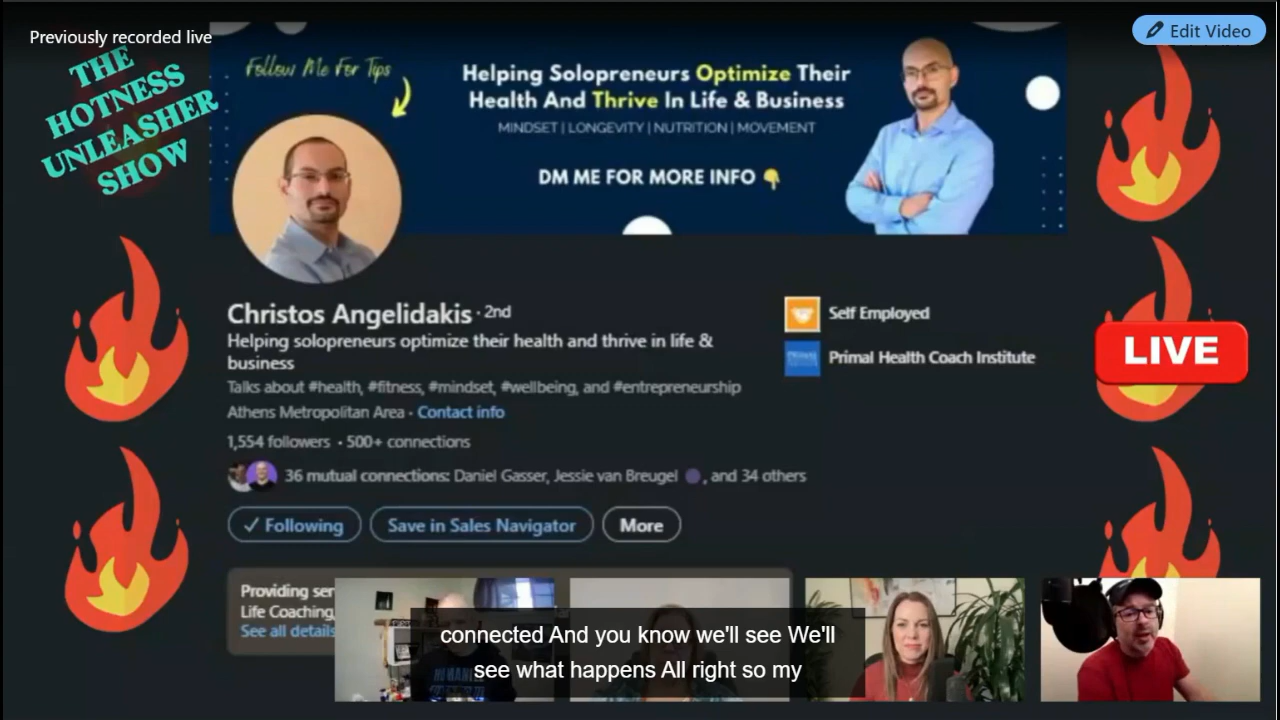 Previously recorded live
Edit Video
THE
HOTNESS
UNLEASHER
SHOW
Follow Me For Tips
Helping Solopreneurs Optimize Their
Health And Thrive In Life & Business
MINDSET | LONGEVITY | NUTRITION | MOVEMENT
DM ME FOR MORE INFO 👇
Christos Angelidakis · 2nd
Helping solopreneurs optimize their health and thrive in life &
business
Talks about #health, #fitness, #mindset, #wellbeing, and #entrepreneurship
Athens Metropolitan Area · Contact info
1,554 followers · 500+ connections
36 mutual connections: Daniel Gasser, Jessie van Breugel , and 34 others
✓ Following
Save in Sales Navigator
More
Self Employed
Primal Health Coach Institute
LIVE
Providing ser
Life Coaching,
See all details
connected And you know we'll see We'll
see what happens All right so my